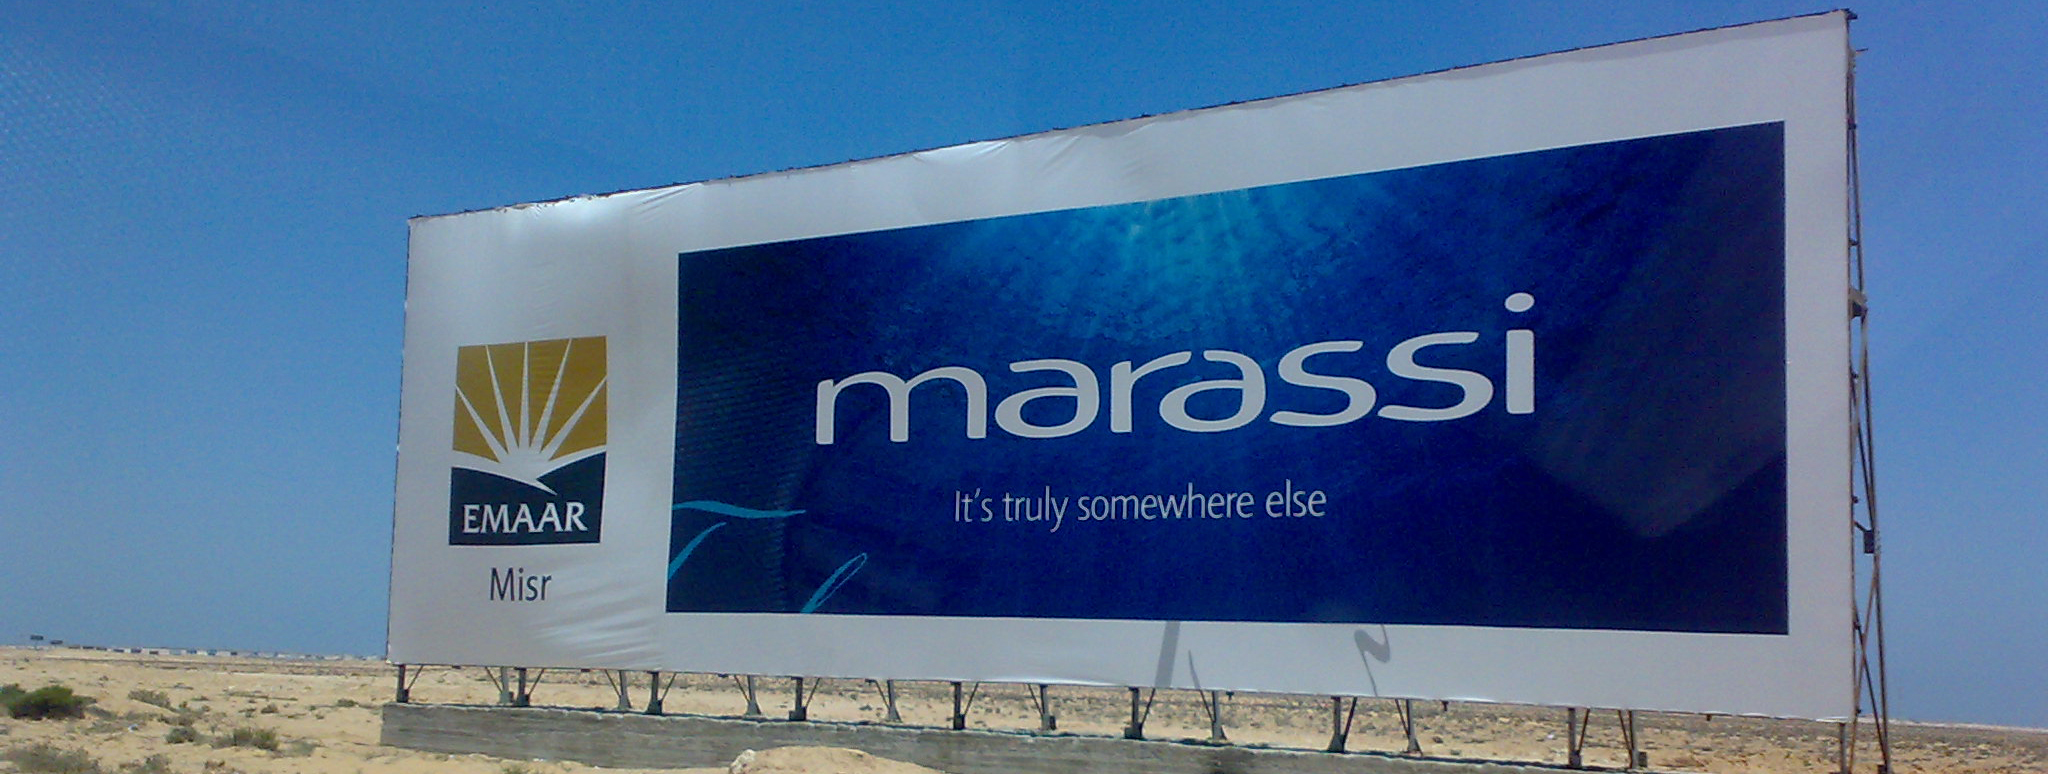 EMAAR
Misr
marassi
It's truly somewhere else